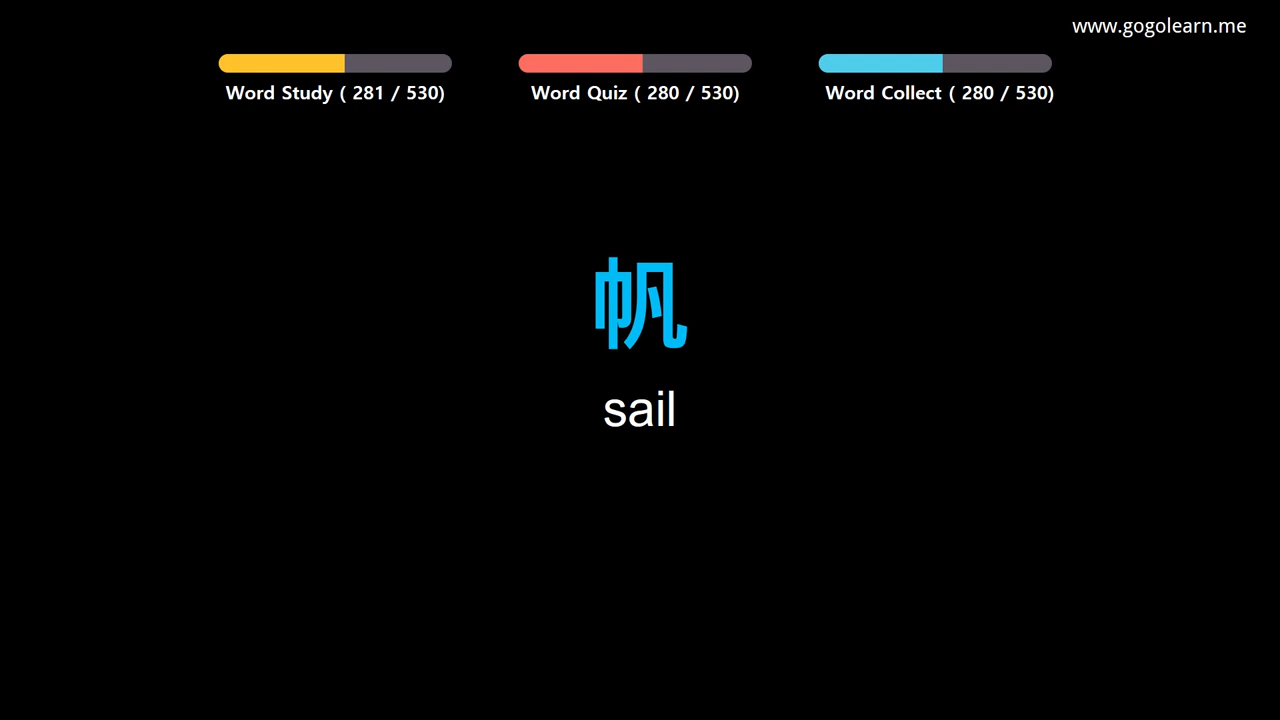 www.gogolearn.me
Word Study ( 281 / 530)
Word Quiz ( 280 / 530)
Word Collect ( 280 / 530)
帆
sail